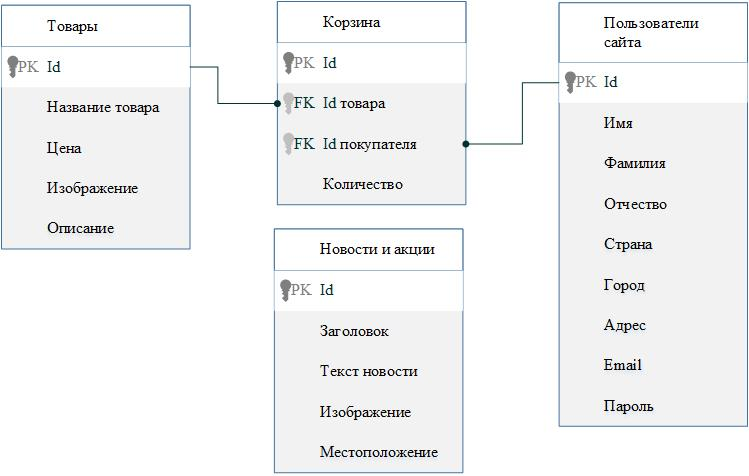 Товары
PK Id
Название товара
Цена
Изображение
Описание
Корзина
PK Id
FK Id товара
FK Id покупателя
Количество
Новости и акции
PK Id
Заголовок
Текст новости
Изображение
Местоположение
Пользователи
сайта
PK Id
Имя
Фамилия
Отчество
Страна
Город
Адрес
Email
Пароль